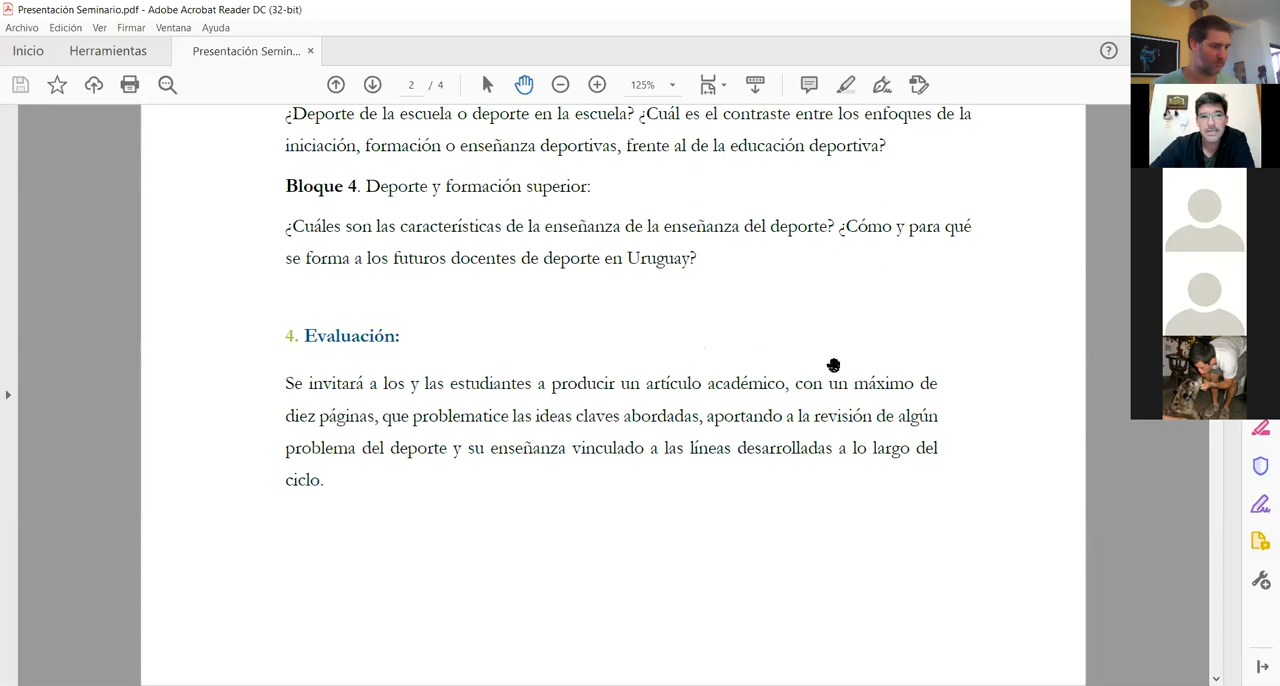 Presentación Seminario.pdf - Adobe Acrobat Reader DC (32-bit)
Archivo Edición Ver Firmar Ventana Ayuda
Inicio Herramientas Presentación Semin... ×
2 / 4 125%
¿Deporte de la escuela o deporte en la escuela? ¿Cuál es el contraste entre los enfoques de la
iniciación, formación o enseñanza deportivas, frente al de la educación deportiva?
Bloque 4. Deporte y formación superior:
¿Cuáles son las características de la enseñanza de la enseñanza del deporte? ¿Cómo y para qué
se forma a los futuros docentes de deporte en Uruguay?
4. Evaluación:
Se invitará a los y las estudiantes a producir un artículo académico, con un máximo de
diez páginas, que problematice las ideas claves abordadas, aportando a la revisión de algún
problema del deporte y su enseñanza vinculado a las líneas desarrolladas a lo largo del
ciclo.